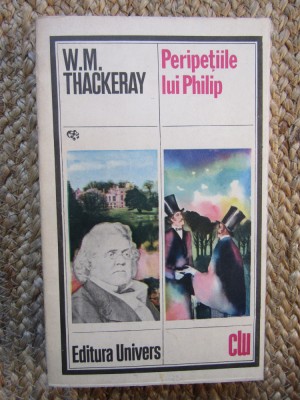 W.M.
THACKERAY
Peripețiile
lui Philip
Editura Univers
clu